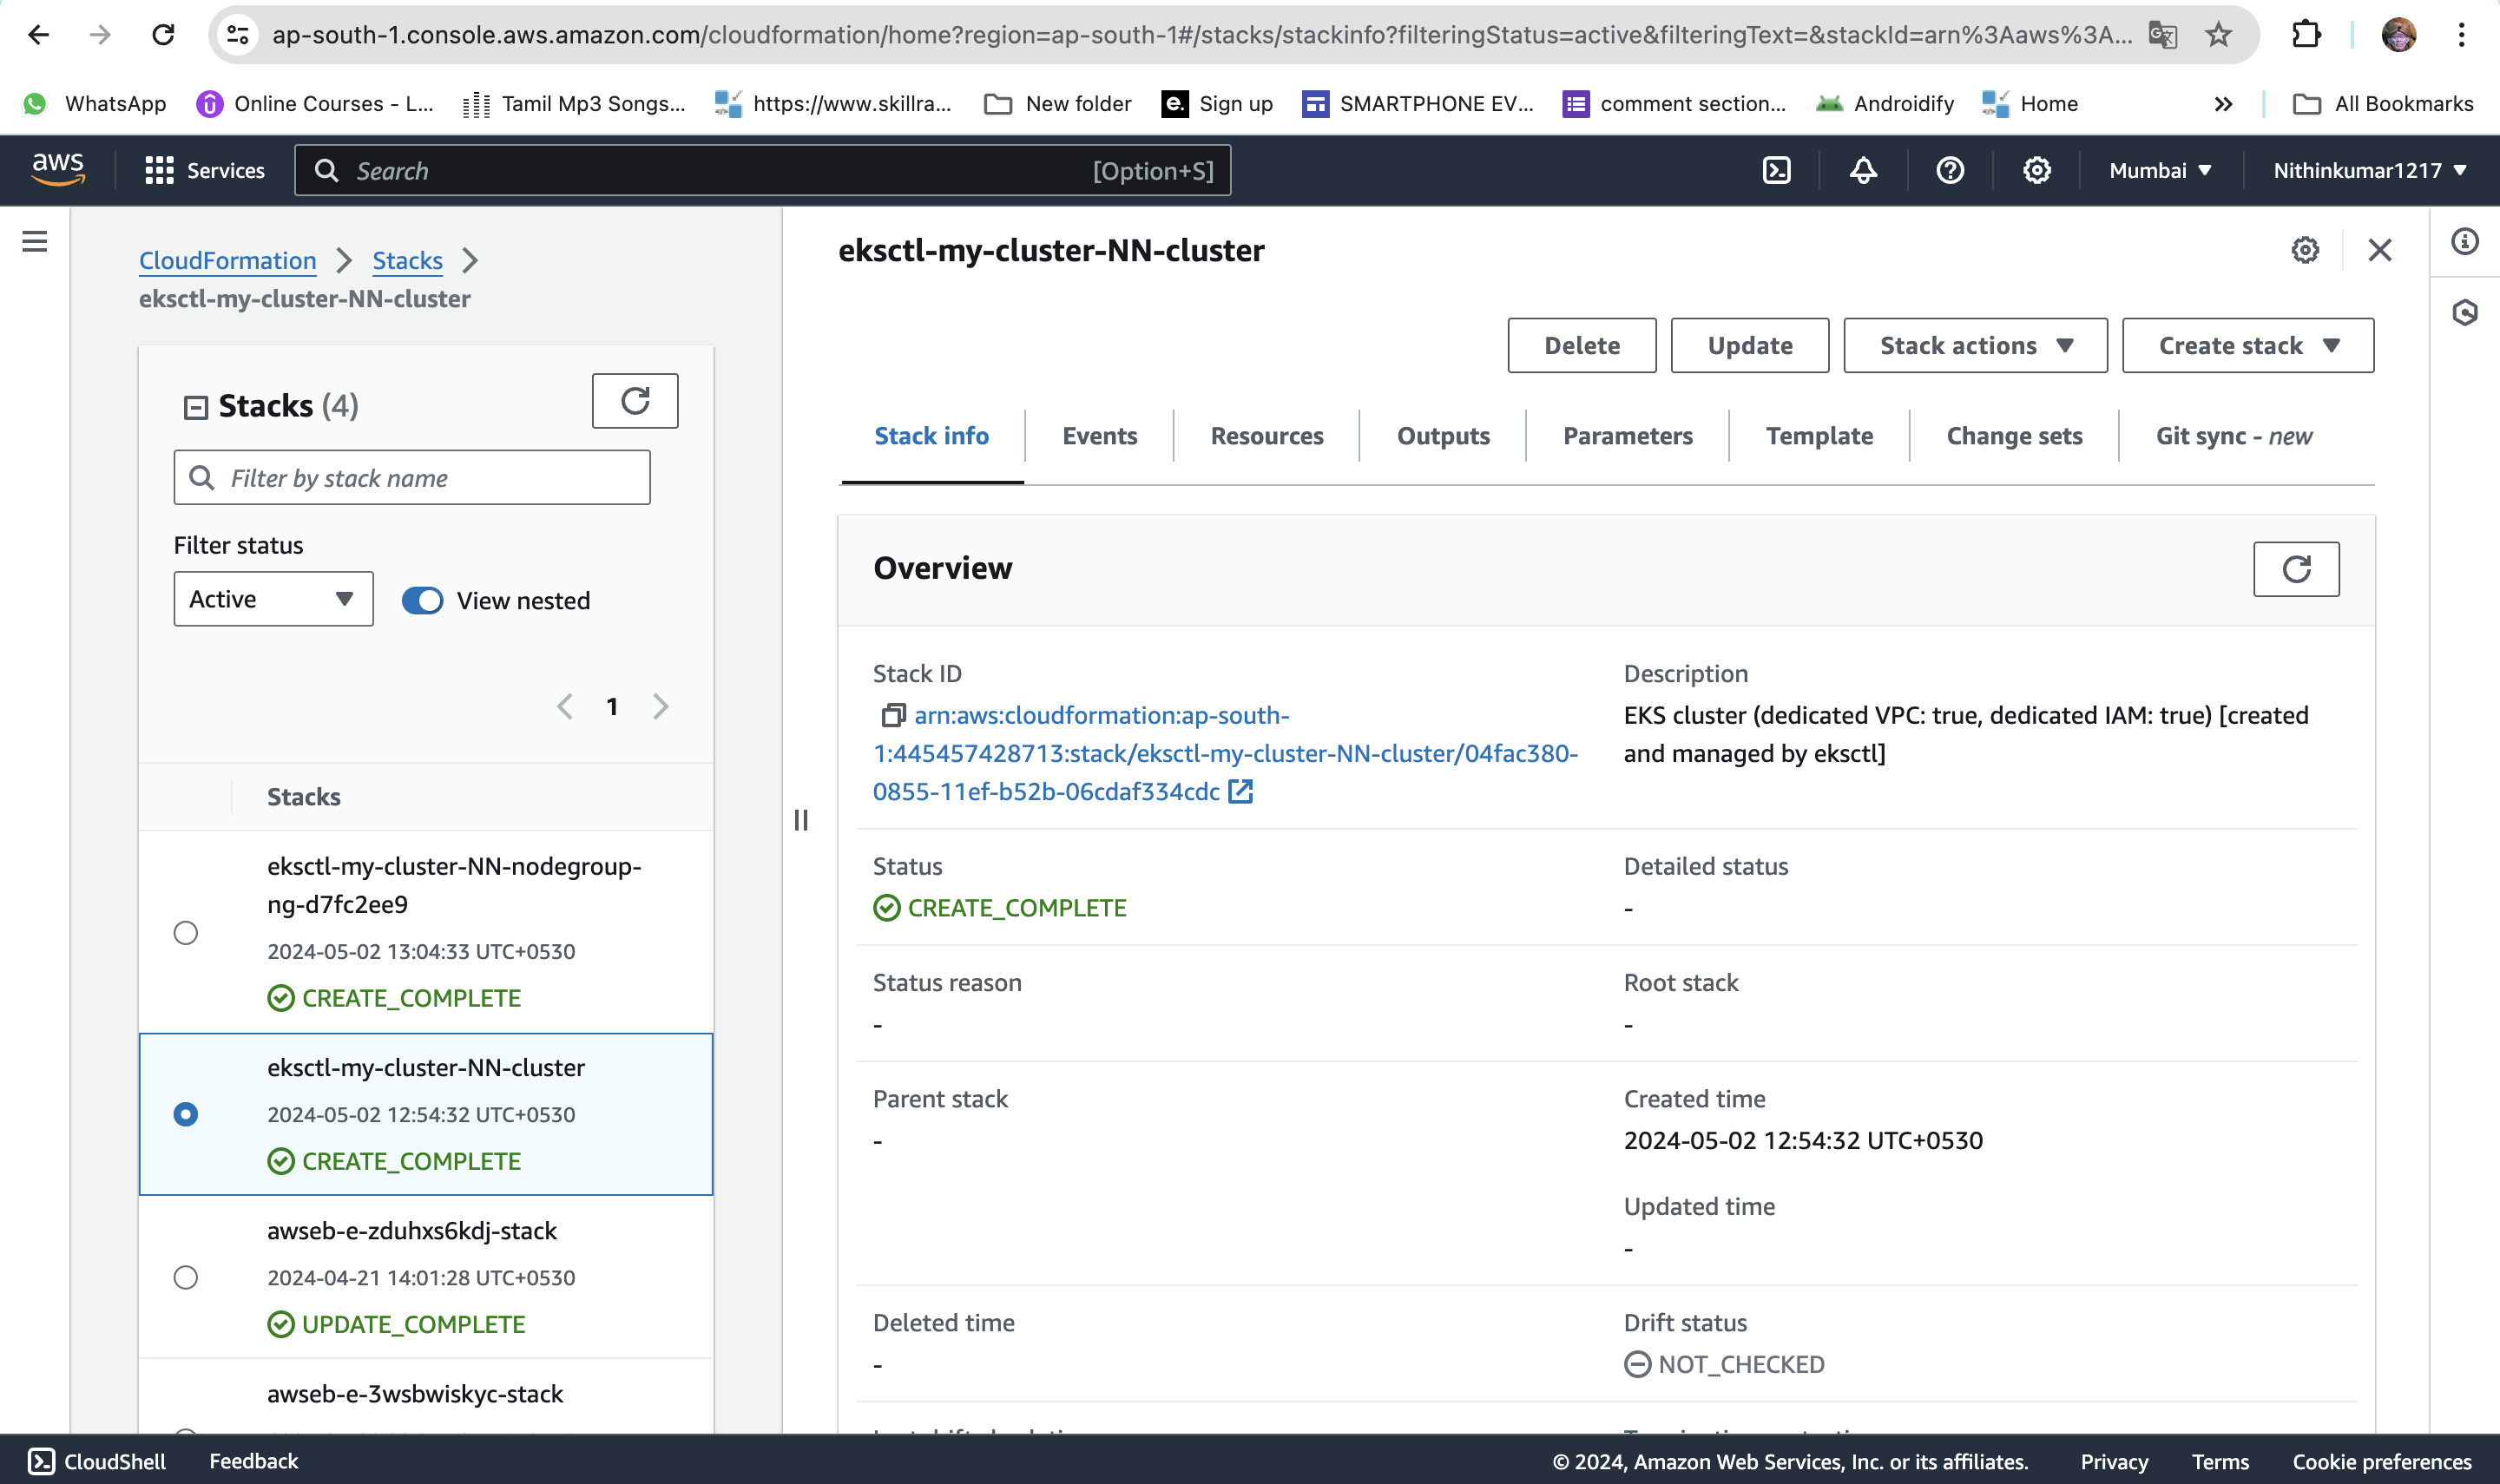 ap-south-1.console.aws.amazon.com/cloudformation/home?region=ap-south-1#/stacks/stackinfo?filteringStatus=active&filteringText=&stackId=arn%3Aaws%3A...
WhatsApp
Online Courses - L...
Tamil Mp3 Songs...
https://www.skillra...
New folder
e. Sign up
SMARTPHONE EV...
comment section...
Androidify
Home
All Bookmarks
aws
Services
Search
[Option+S]
Mumbai
Nithinkumar1217
CloudFormation
Stacks
eksctl-my-cluster-NN-cluster
Stacks (4)
Filter by stack name
Filter status
Active
View nested
1
Stacks
eksctl-my-cluster-NN-nodegroup-
ng-d7fc2ee9
2024-05-02 13:04:33 UTC+0530
CREATE_COMPLETE
eksctl-my-cluster-NN-cluster
2024-05-02 12:54:32 UTC+0530
CREATE_COMPLETE
awseb-e-zduhxs6kdj-stack
2024-04-21 14:01:28 UTC+0530
UPDATE_COMPLETE
awseb-e-3wsbwiskyc-stack
eksctl-my-cluster-NN-cluster
Delete
Update
Stack actions
Create stack
Stack info
Events
Resources
Outputs
Parameters
Template
Change sets
Git sync - new
Overview
Stack ID
arn:aws:cloudformation:ap-south-
1:445457428713:stack/eksctl-my-cluster-NN-cluster/04fac380-
0855-11ef-b52b-06cdaf334cdc
Description
EKS cluster (dedicated VPC: true, dedicated IAM: true) [created
and managed by eksctl]
Status
CREATE_COMPLETE
Detailed status
-
Status reason
-
Root stack
-
Parent stack
-
Created time
2024-05-02 12:54:32 UTC+0530
Updated time
-
Deleted time
-
Drift status
NOT_CHECKED
CloudShell
Feedback
© 2024, Amazon Web Services, Inc. or its affiliates.
Privacy
Terms
Cookie preferences